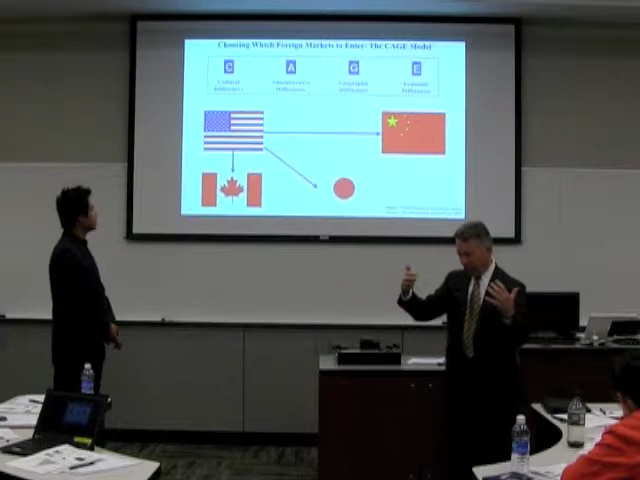 Choosing Which Foreign Markets to Enter: The CAGE Model
C A G E
Cultural Administrative Geographic Economic
Differences Differences Differences Differences